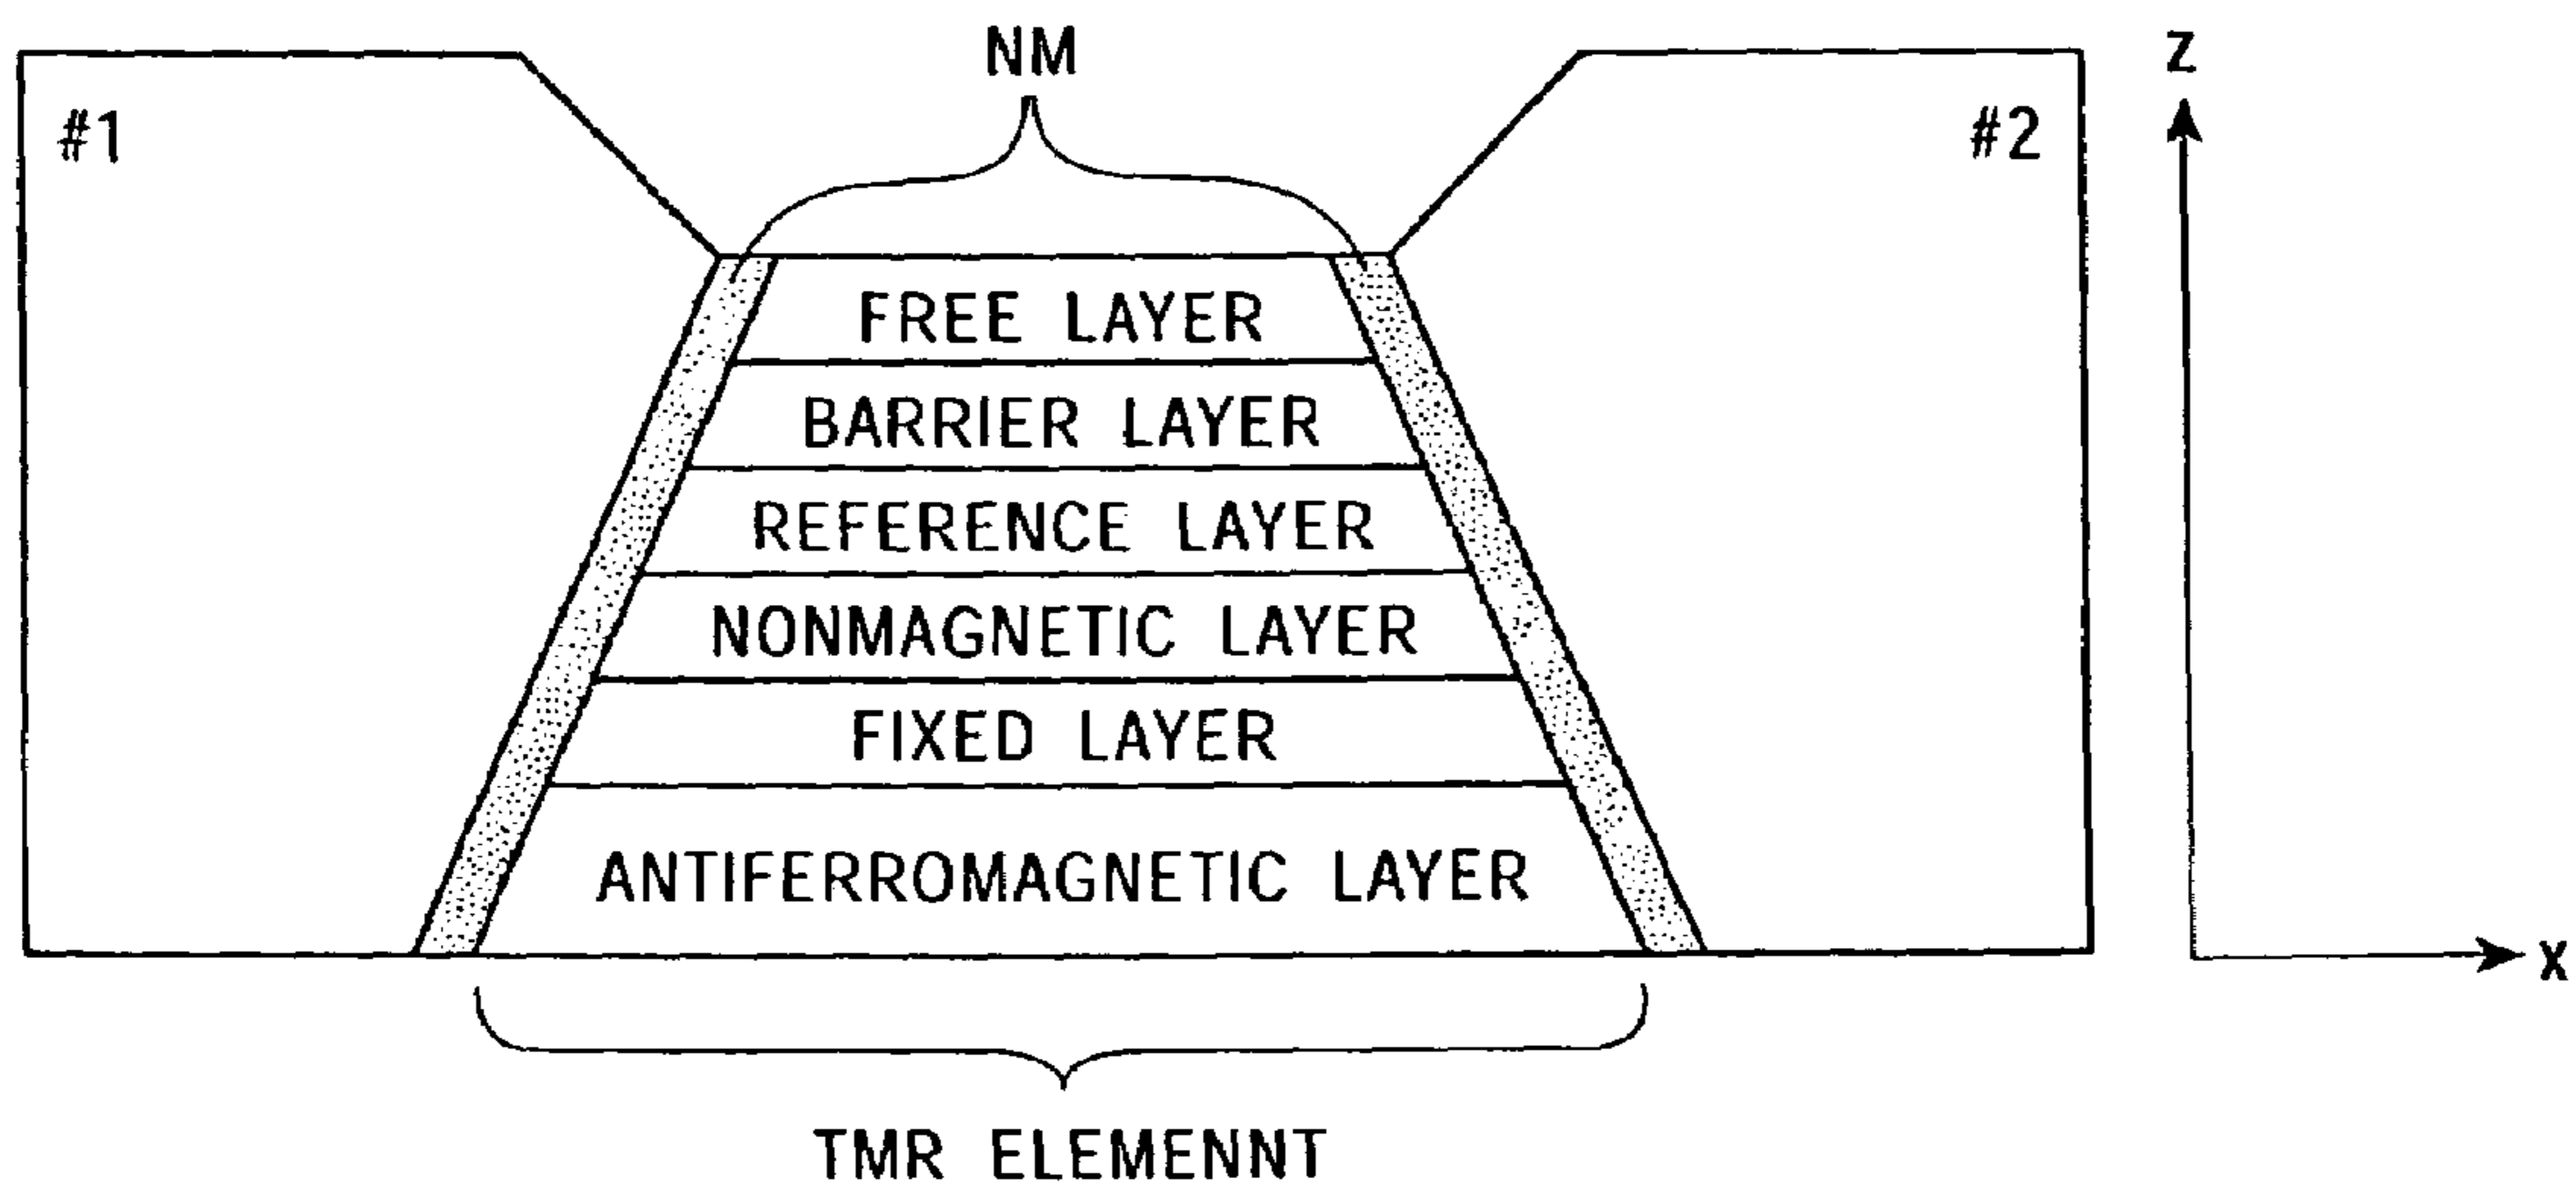 NM
Z
#1
#2
FREE LAYER
BARRIER LAYER
REFERENCE LAYER
NONMAGNETIC LAYER
FIXED LAYER
ANTIFERROMAGNETIC LAYER
X
TMR ELEMENNT